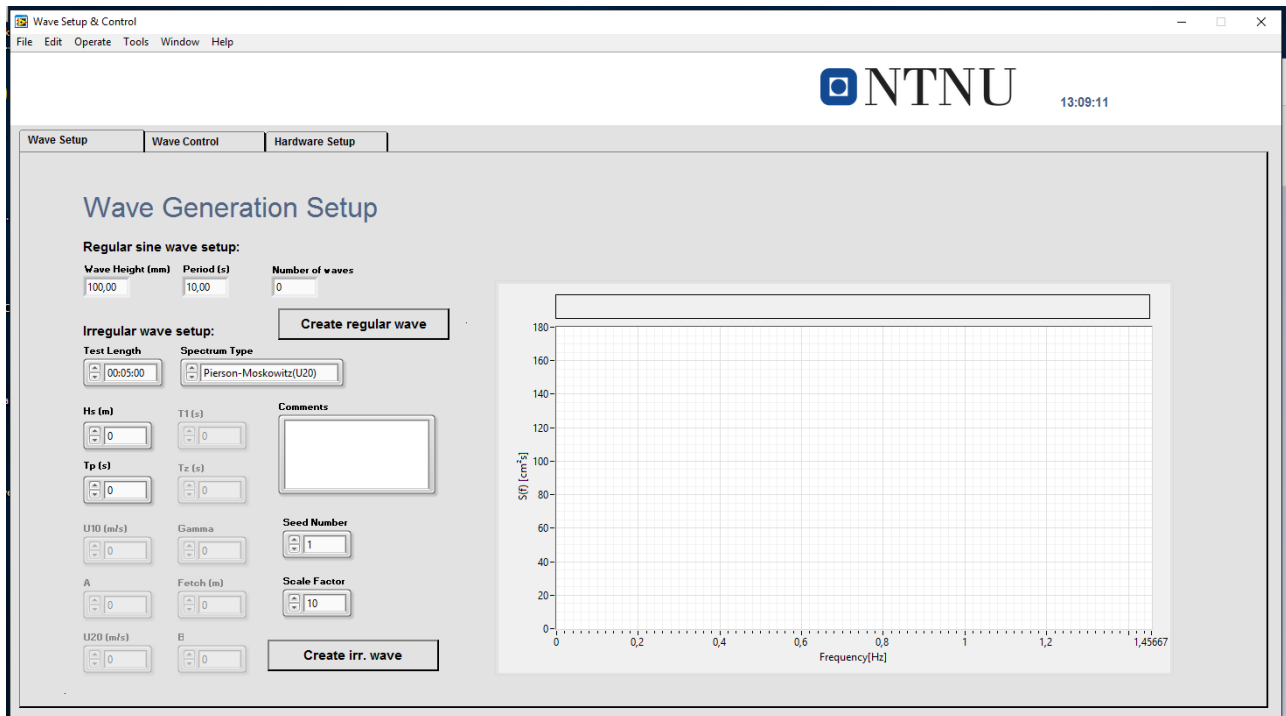 Wave Setup & Control
File Edit Operate Tools Window Help
NTNU
13:09:11
Wave Setup Wave Control Hardware Setup
Wave Generation Setup
Regular sine wave setup:
Wave Height (mm) Period (s) Number of waves
100,00 10,00 0
Create regular wave
Irregular wave setup:
Test Length Spectrum Type
00:05:00 Pierson-Moskowitz(U20)
Hs (m) T1 (s) Comments
0 0
Tp (s) Tz (s)
0 0
U10 (m/s) Gamma Seed Number
0 0 1
A Fetch (m) Scale Factor
0 0 10
U20 (m/s) B
0 0 Create irr. wave
S(f) [cm²s]
180
160
140
120
100
80
60
40
20
0
0 0,2 0,4 0,6 0,8 1 1,2 1,45667
Frequency[Hz]